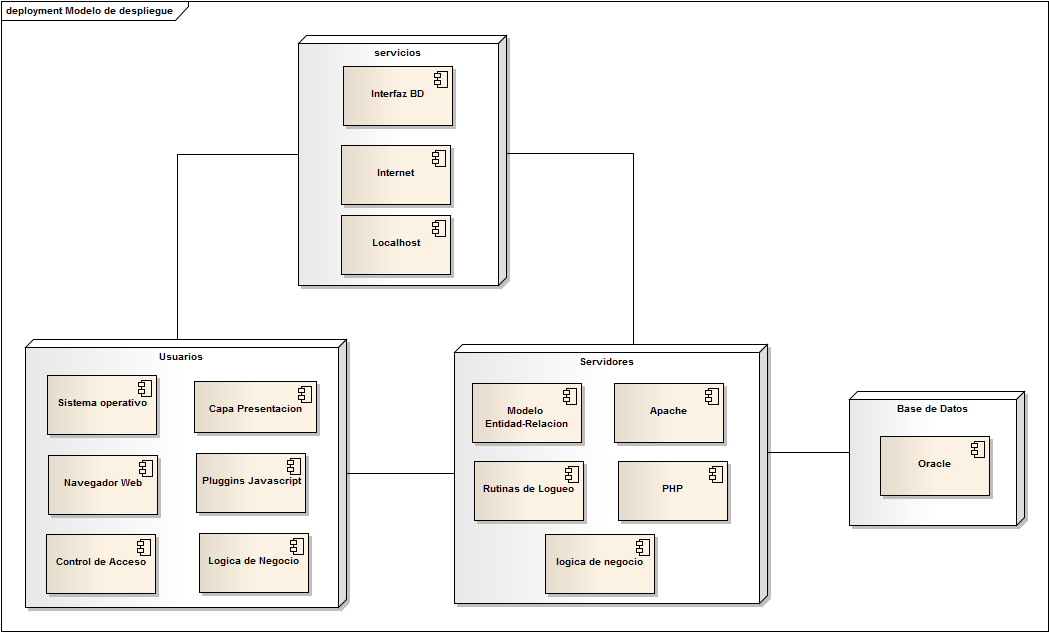 deployment Modelo de despliegue
servicios
Interfaz BD
Internet
Localhost
Usuarios
Sistema operativo
Capa Presentacion
Navegador Web
Pluggins Javascript
Control de Acceso
Logica de Negocio
Servidores
Modelo
Entidad-Relacion
Apache
Rutinas de Logueo
PHP
logica de negocio
Base de Datos
Oracle